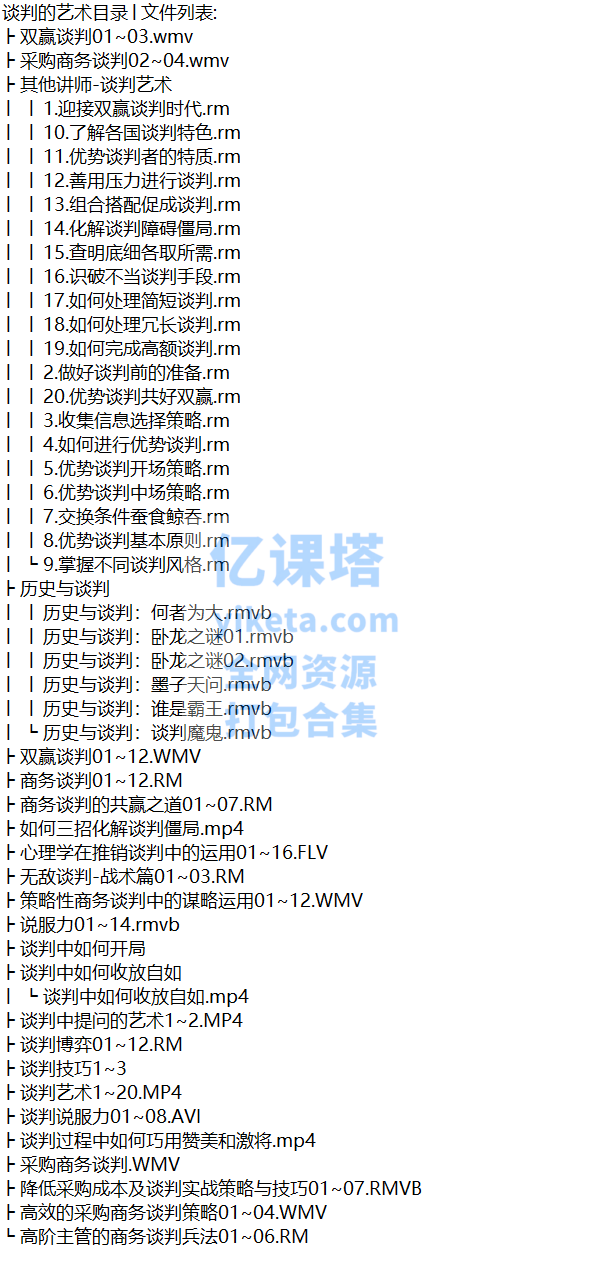 谈判的艺术目录 | 文件列表:
┣ 双赢谈判01~03.wmv
┣ 采购商务谈判02~04.wmv
┣ 其他讲师-谈判艺术
┃ ┃ 1.迎接双赢谈判时代.rm
┃ ┃ 10.了解各国谈判特色.rm
┃ ┃ 11.优势谈判者的特质.rm
┃ ┃ 12.善用压力进行谈判.rm
┃ ┃ 13.组合搭配促成谈判.rm
┃ ┃ 14.化解谈判障碍僵局.rm
┃ ┃ 15.查明底细各取所需.rm
┃ ┃ 16.识破不当谈判手段.rm
┃ ┃ 17.如何处理简短谈判.rm
┃ ┃ 18.如何处理冗长谈判.rm
┃ ┃ 19.如何完成高额谈判.rm
┃ ┃ 2.做好谈判前的准备.rm
┃ ┃ 20.优势谈判共好双赢.rm
┃ ┃ 3.收集信息选择策略.rm
┃ ┃ 4.如何进行优势谈判.rm
┃ ┃ 5.优势谈判开场策略.rm
┃ ┃ 6.优势谈判中场策略.rm
┃ ┃ 7.交换条件蚕食鲸吞.rm
┃ ┃ 8.优势谈判基本原则.rm
┃ ┗ 9.掌握不同谈判风格.rm
┣ 历史与谈判
┃ ┃ 历史与谈判：何者为大.rmvb
┃ ┃ 历史与谈判：卧龙之谜01.rmvb
┃ ┃ 历史与谈判：卧龙之谜02.rmvb
┃ ┃ 历史与谈判：墨子天问.rmvb
┃ ┃ 历史与谈判：谁是霸王.rmvb
┃ ┗ 历史与谈判：谈判魔鬼.rmvb
┣ 双赢谈判01~12.WMV
┣ 商务谈判01~12.RM
┣ 商务谈判的共赢之道01~07.RM
┣ 如何三招化解谈判僵局.mp4
┣ 心理学在推销谈判中的运用01~16.FLV
┣ 无敌谈判-战术篇01~03.RM
┣ 策略性商务谈判中的谋略运用01~12.WMV
┣ 说服力01~14.rmvb
┣ 谈判中如何开局
┣ 谈判中如何收放自如
┃ ┗ 谈判中如何收放自如.mp4
┣ 谈判中提问的艺术1~2.MP4
┣ 谈判博弈01~12.RM
┣ 谈判技巧1~3
┣ 谈判艺术1~20.MP4
┣ 谈判说服力01~08.AVI
┣ 谈判过程中如何巧用赞美和激将.mp4
┣ 采购商务谈判.WMV
┣ 降低采购成本及谈判实战策略与技巧01~07.RMVB
┣ 高效的采购商务谈判策略01~04.WMV
┗ 高阶主管的商务谈判兵法01~06.RM
亿课塔
yiketa.com
全网资源
打包合集